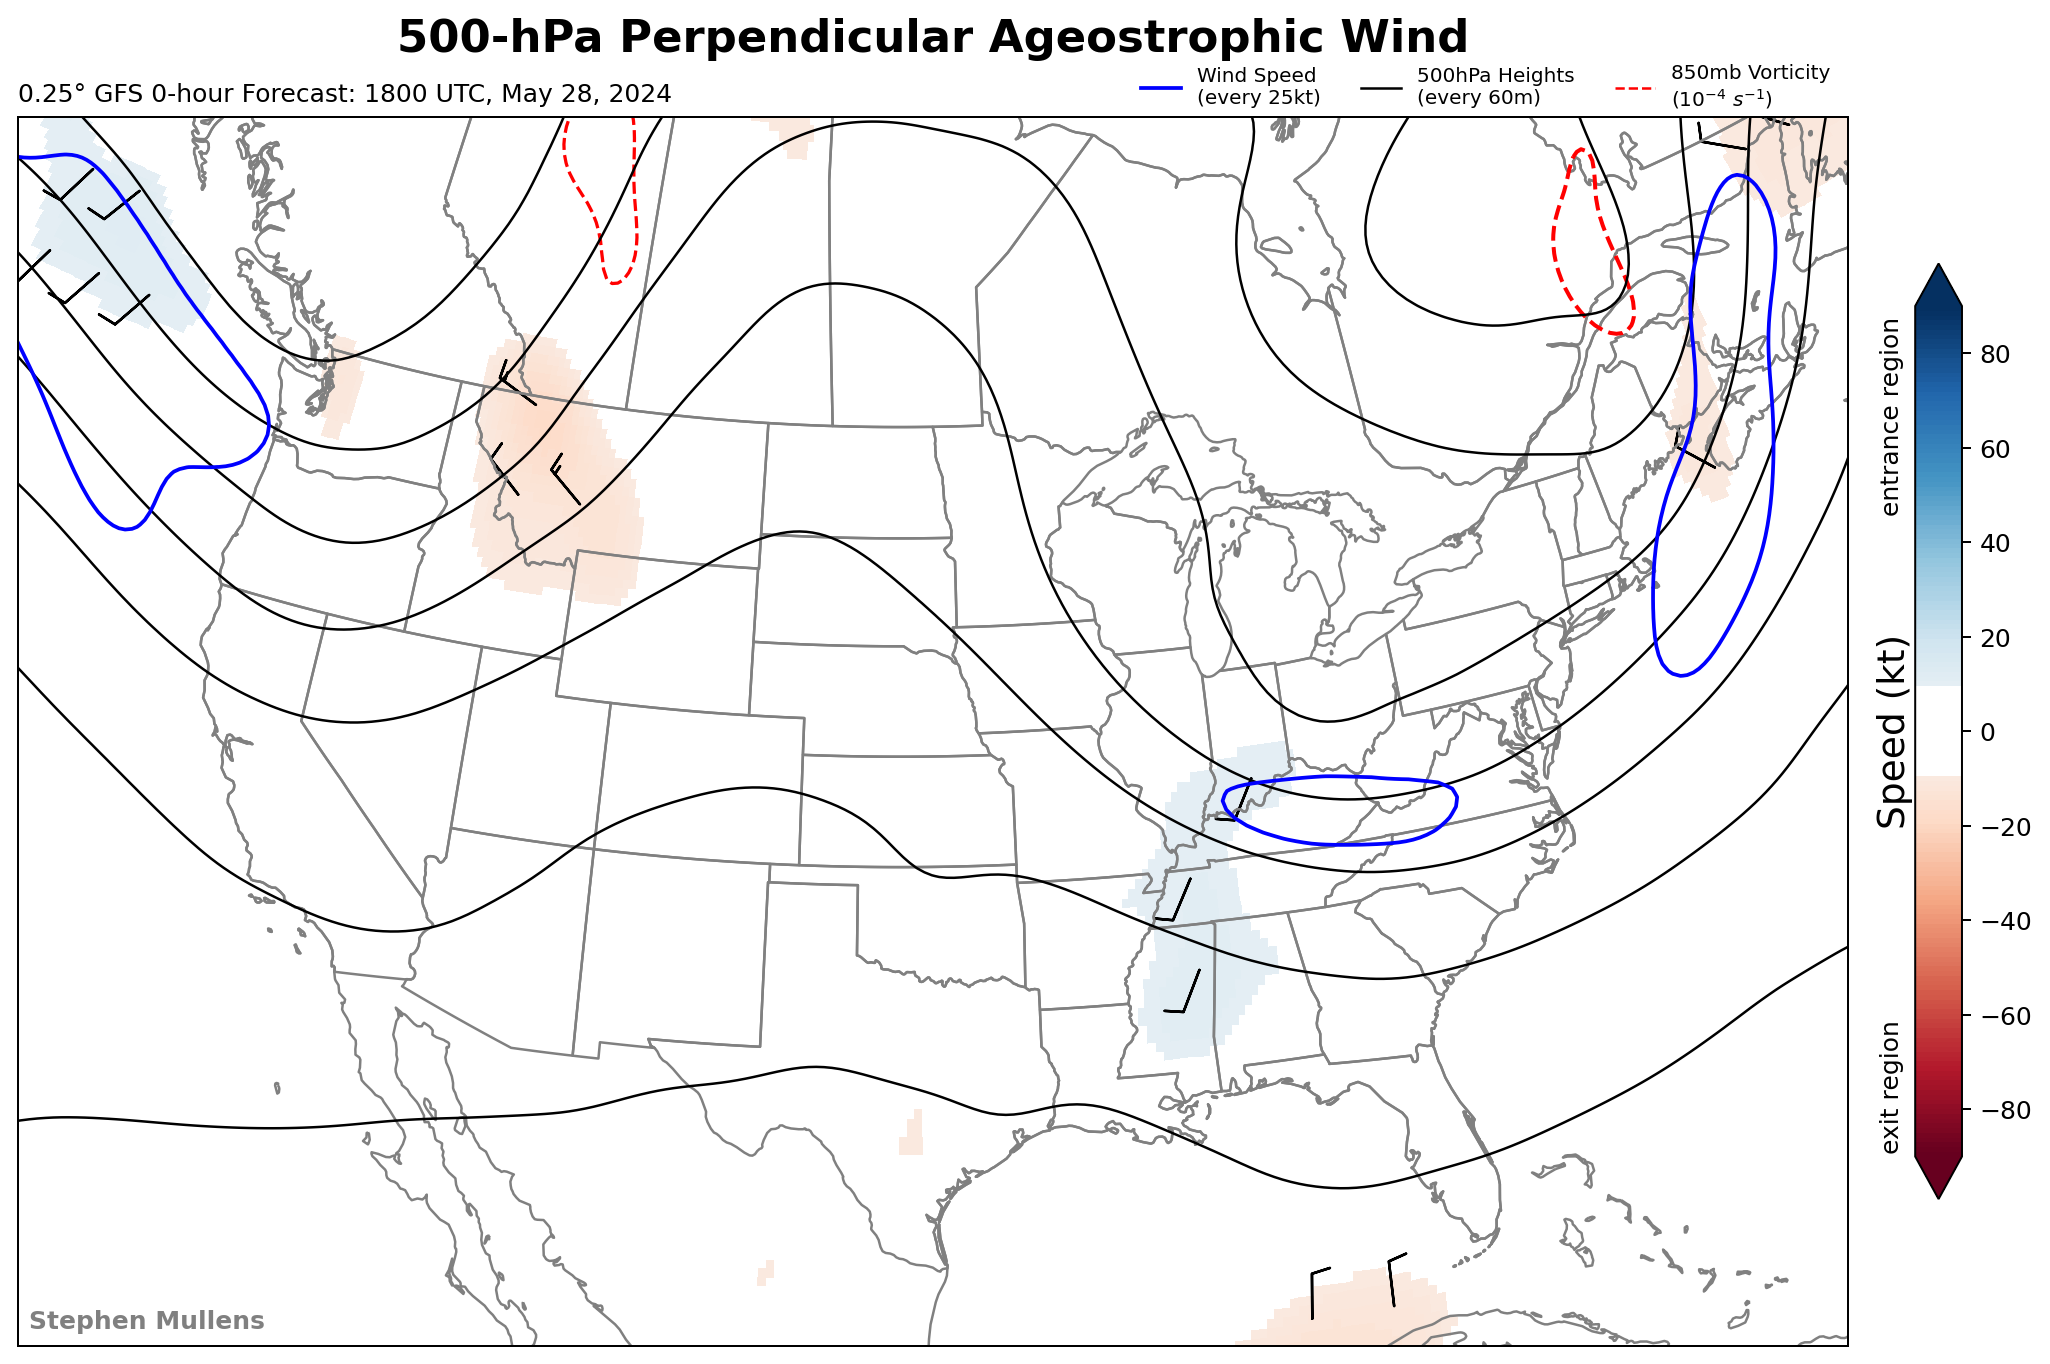 500-hPa Perpendicular Ageostrophic Wind
0.25° GFS 0-hour Forecast: 1800 UTC, May 28, 2024
Wind Speed
(every 25kt)
500hPa Heights
(every 60m)
850mb Vorticity
(10⁻⁴ s⁻¹)
entrance region
Speed (kt)
exit region
80
60
40
20
0
−20
−40
−60
−80
Stephen Mullens